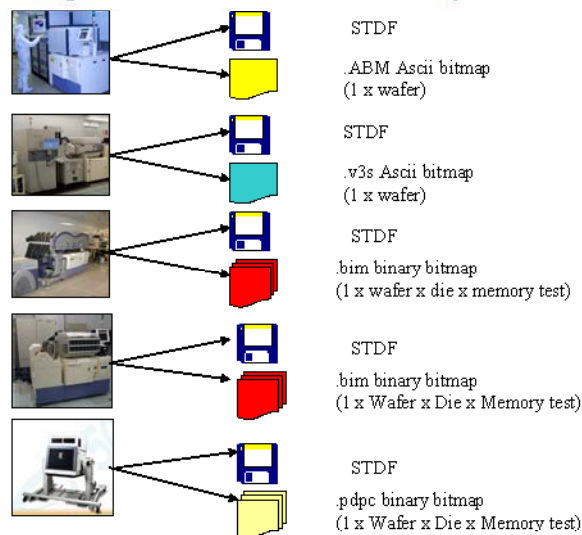 STDF
.ABM Ascii bitmap
(1 x wafer)
STDF
.v3s Ascii bitmap
(1 x wafer)
STDF
.bim binary bitmap
(1 x wafer x die x memory test)
STDF
.bim binary bitmap
(1 x Wafer x Die x Memory test)
STDF
.pdpc binary bitmap
(1 x Wafer x Die x Memory test)